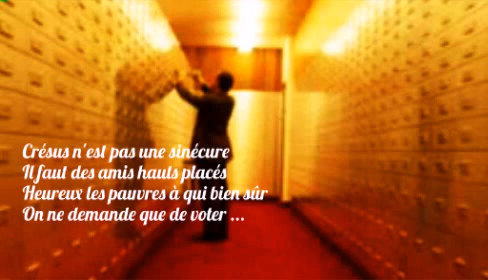 Crésus n'est pas une sinécure
Il faut des amis hauts placés
Heureux les pauvres à qui bien sûr
On ne demande que de voter ...